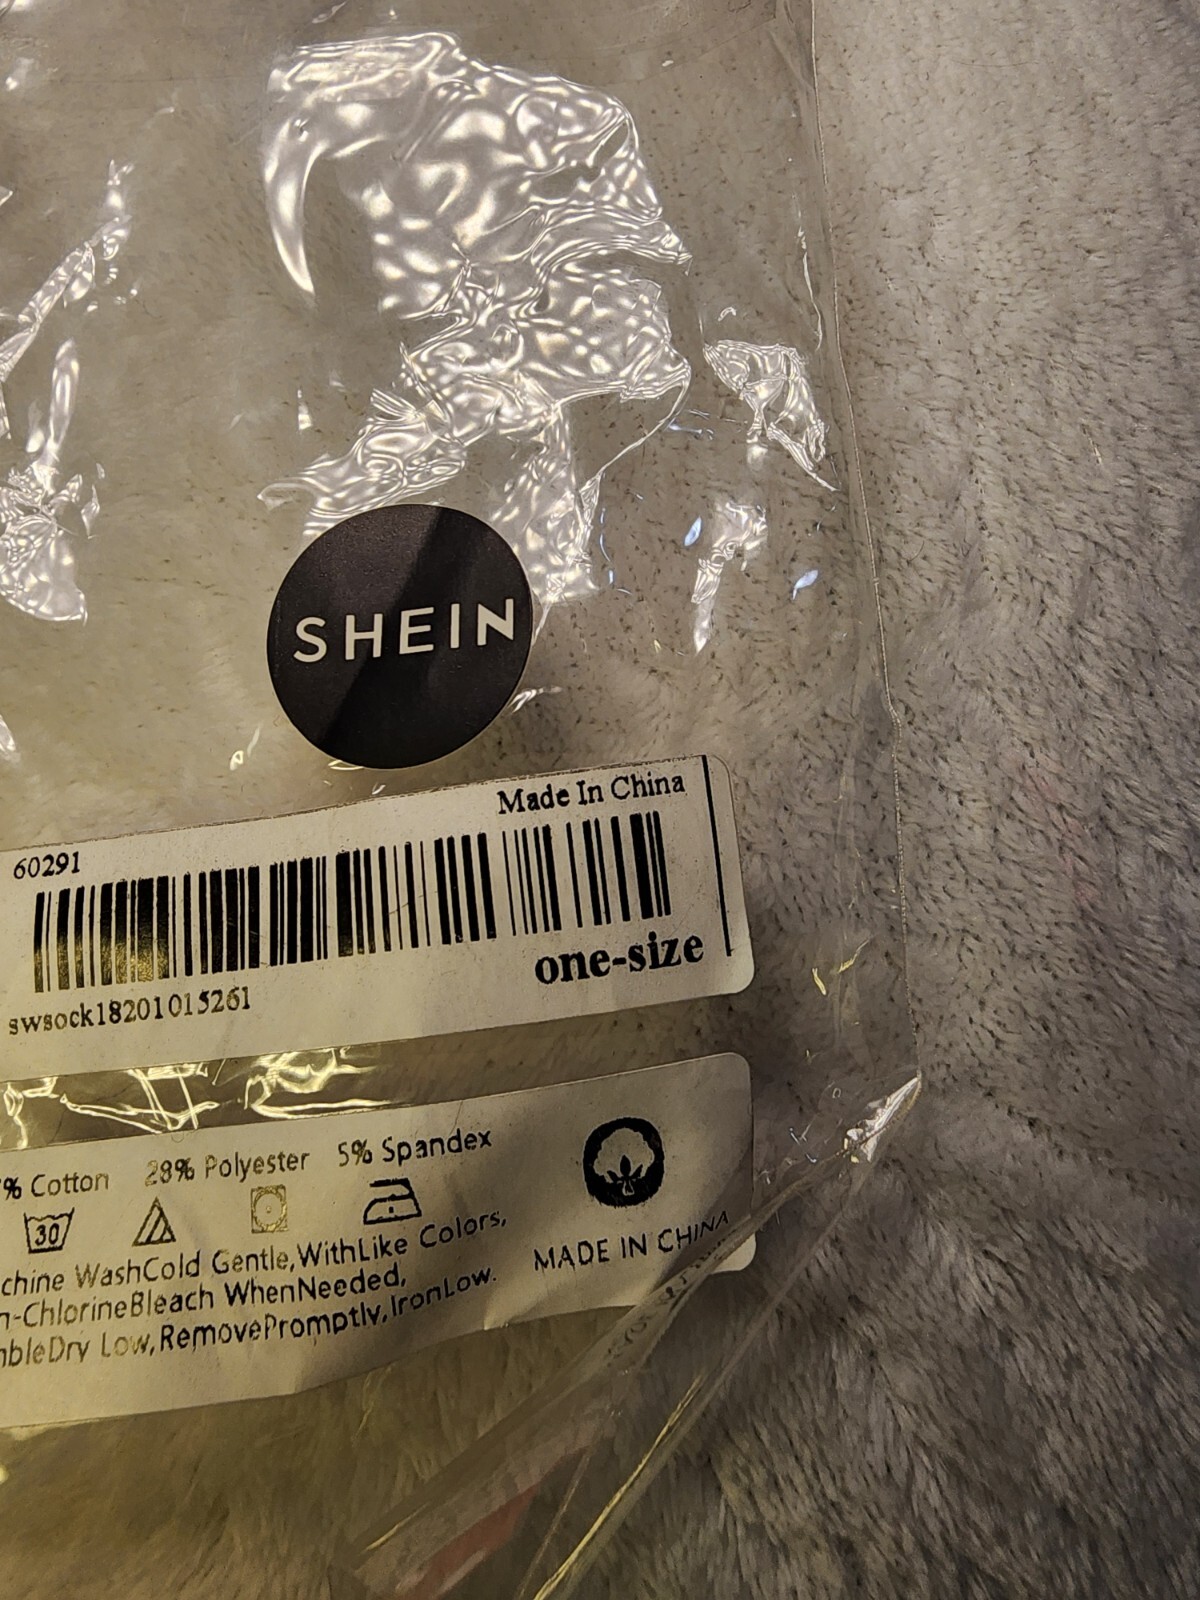 SHEIN
Made In China
60291
one-size
swsock18201015261
% Cotton 28% Polyester 5% Spandex
30
chine WashCold Gentle,WithLike Colors,
n-ChlorineBleach WhenNeeded,
mbleDry Low,RemovePromptly,IronLow.
MADE IN CHINA